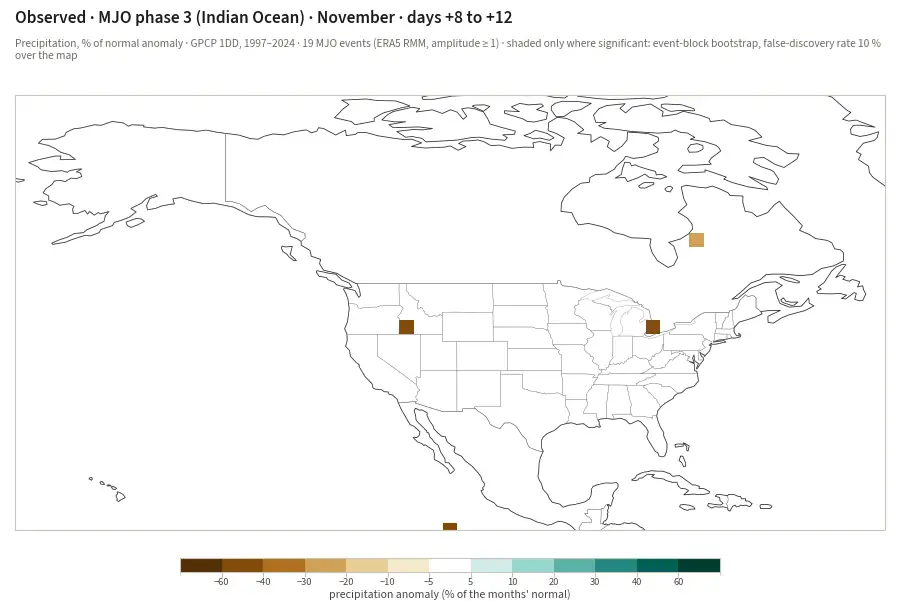 Observed · MJO phase 3 (Indian Ocean) · November · days +8 to +12
Precipitation, % of normal anomaly · GPCP 1DD, 1997–2024 · 19 MJO events (ERA5 RMM, amplitude ≥ 1) · shaded only where significant: event-block bootstrap, false-discovery rate 10 %
over the map
−60 −40 −30 −20 −10 −5 5 10 20 30 40 60
precipitation anomaly (% of the months' normal)